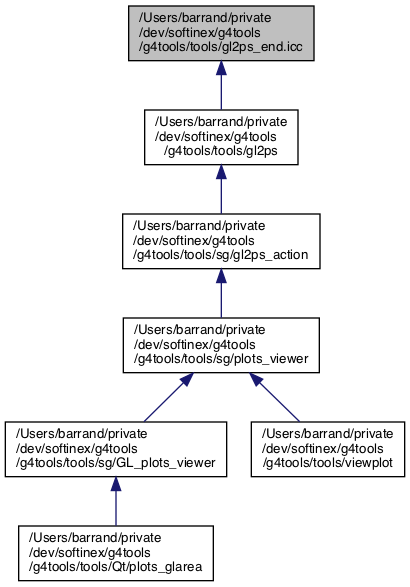 /Users/barrand/private
/dev/softinex/g4tools
/g4tools/tools/gl2ps_end.icc
/Users/barrand/private
/dev/softinex/g4tools
/g4tools/tools/gl2ps
/Users/barrand/private
/dev/softinex/g4tools
/g4tools/tools/sg/gl2ps_action
/Users/barrand/private
/dev/softinex/g4tools
/g4tools/tools/sg/plots_viewer
/Users/barrand/private
/dev/softinex/g4tools
/g4tools/tools/sg/GL_plots_viewer
/Users/barrand/private
/dev/softinex/g4tools
/g4tools/tools/viewplot
/Users/barrand/private
/dev/softinex/g4tools
/g4tools/tools/Qt/plots_glarea